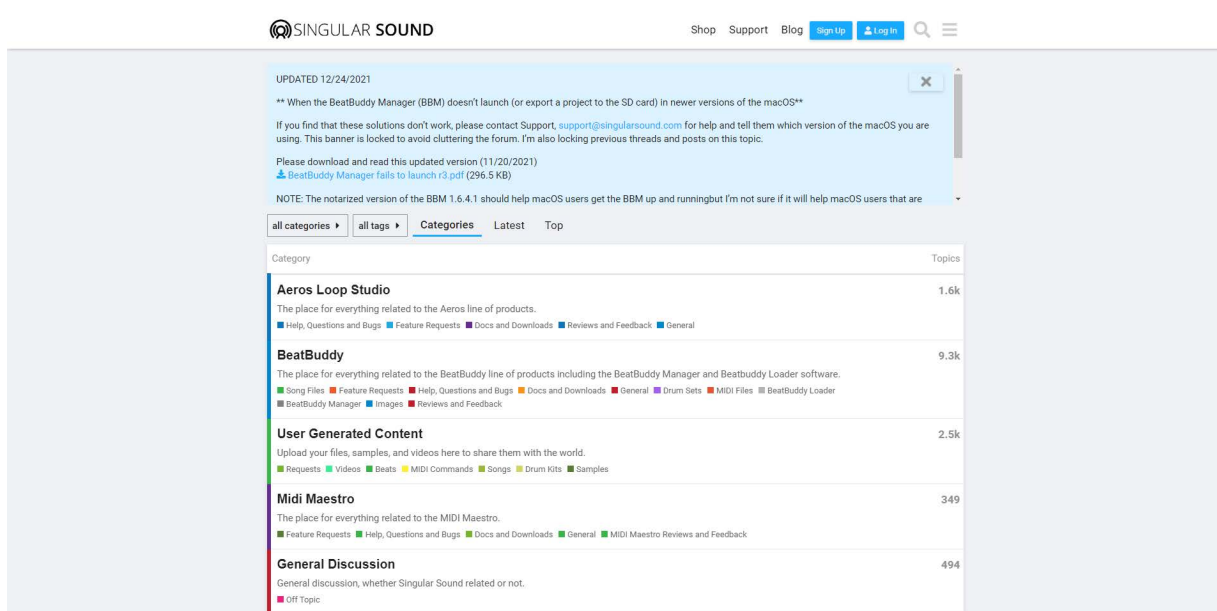 SINGULAR SOUND
Shop Support Blog Sign Up Log In
UPDATED 12/24/2021
** When the BeatBuddy Manager (BBM) doesn't launch (or export a project to the SD card) in newer versions of the macOS**
If you find that these solutions don't work, please contact Support, support@singularsound.com for help and tell them which version of the macOS you are
using. This banner is locked to avoid cluttering the forum. I'm also locking previous threads and posts on this topic.
Please download and read this updated version (11/20/2021)
BeatBuddy Manager fails to launch r3.pdf (296.5 KB)
NOTE: The notarized version of the BBM 1.6.4.1 should help macOS users get the BBM up and runningbut I'm not sure if it will help macOS users that are
all categories all tags Categories Latest Top
Category Topics
Aeros Loop Studio 1.6k
The place for everything related to the Aeros line of products.
Help, Questions and Bugs Feature Requests Docs and Downloads Reviews and Feedback General
BeatBuddy 9.3k
The place for everything related to the BeatBuddy line of products including the BeatBuddy Manager and Beatbuddy Loader software.
Song Files Feature Requests Help, Questions and Bugs Docs and Downloads General Drum Sets MIDI Files BeatBuddy Loader
BeatBuddy Manager Images Reviews and Feedback
User Generated Content 2.5k
Upload your files, samples, and videos here to share them with the world.
Requests Videos Beats MIDI Commands Songs Drum Kits Samples
Midi Maestro 349
The place for everything related to the MIDI Maestro.
Feature Requests Help, Questions and Bugs Docs and Downloads General MIDI Maestro Reviews and Feedback
General Discussion 494
General discussion, whether Singular Sound related or not.
Off Topic